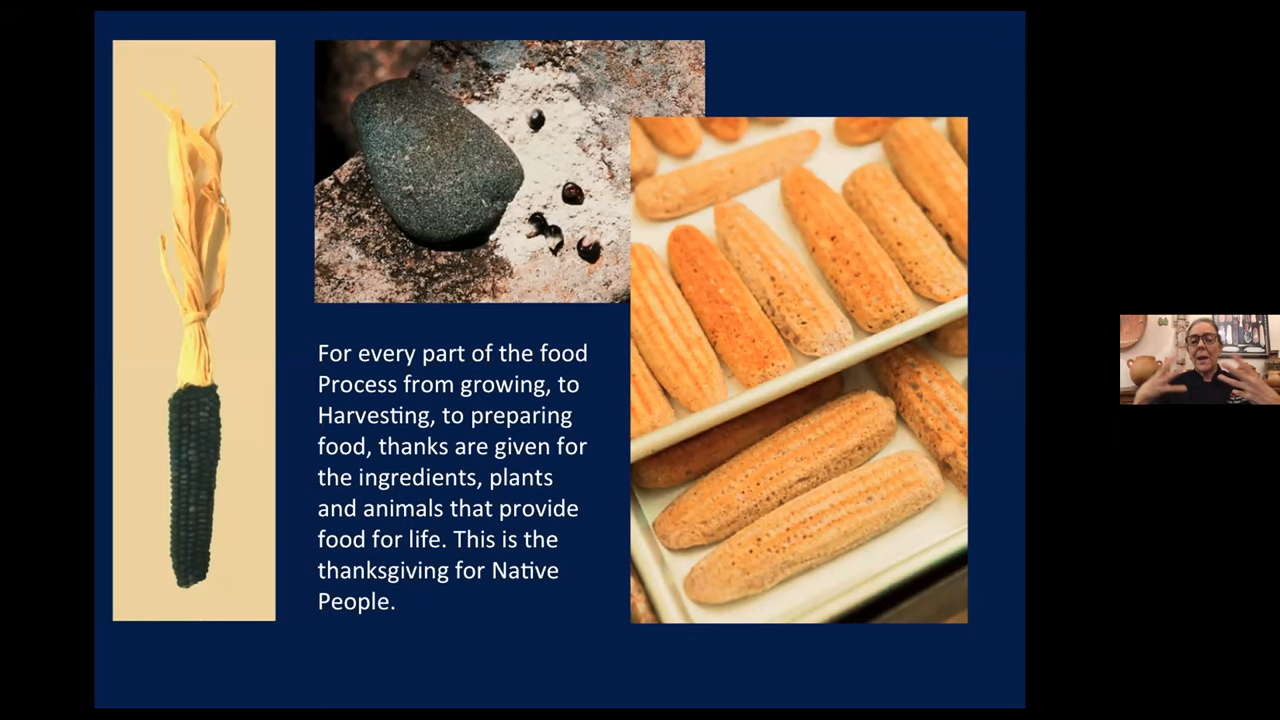 For every part of the food
Process from growing, to
Harvesting, to preparing
food, thanks are given for
the ingredients, plants
and animals that provide
food for life. This is the
thanksgiving for Native
People.